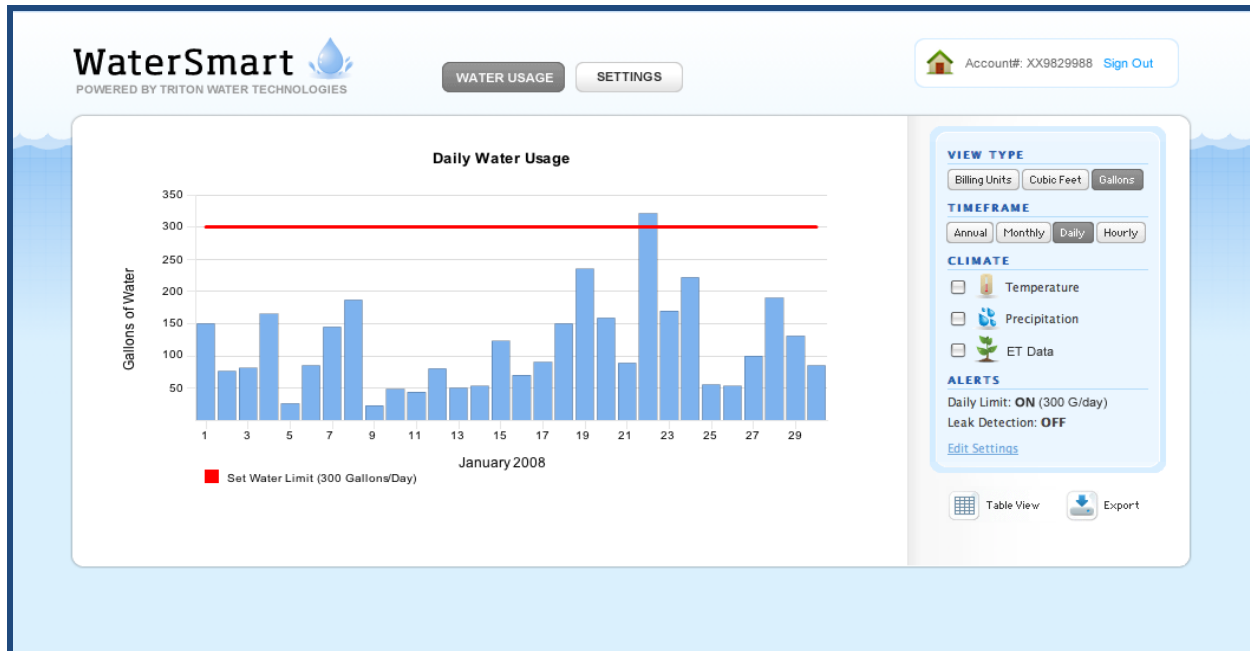 WaterSmart
POWERED BY TRITON WATER TECHNOLOGIES
WATER USAGE
SETTINGS
Account#: XX9829988 Sign Out
Daily Water Usage
350
300
250
200
150
100
50
Gallons of Water
1 3 5 7 9 11 13 15 17 19 21 23 25 27 29
January 2008
Set Water Limit (300 Gallons/Day)
VIEW TYPE
Billing Units Cubic Feet Gallons
TIMEFRAME
Annual Monthly Daily Hourly
CLIMATE
Temperature
Precipitation
ET Data
ALERTS
Daily Limit: ON (300 G/day)
Leak Detection: OFF
Edit Settings
Table View Export